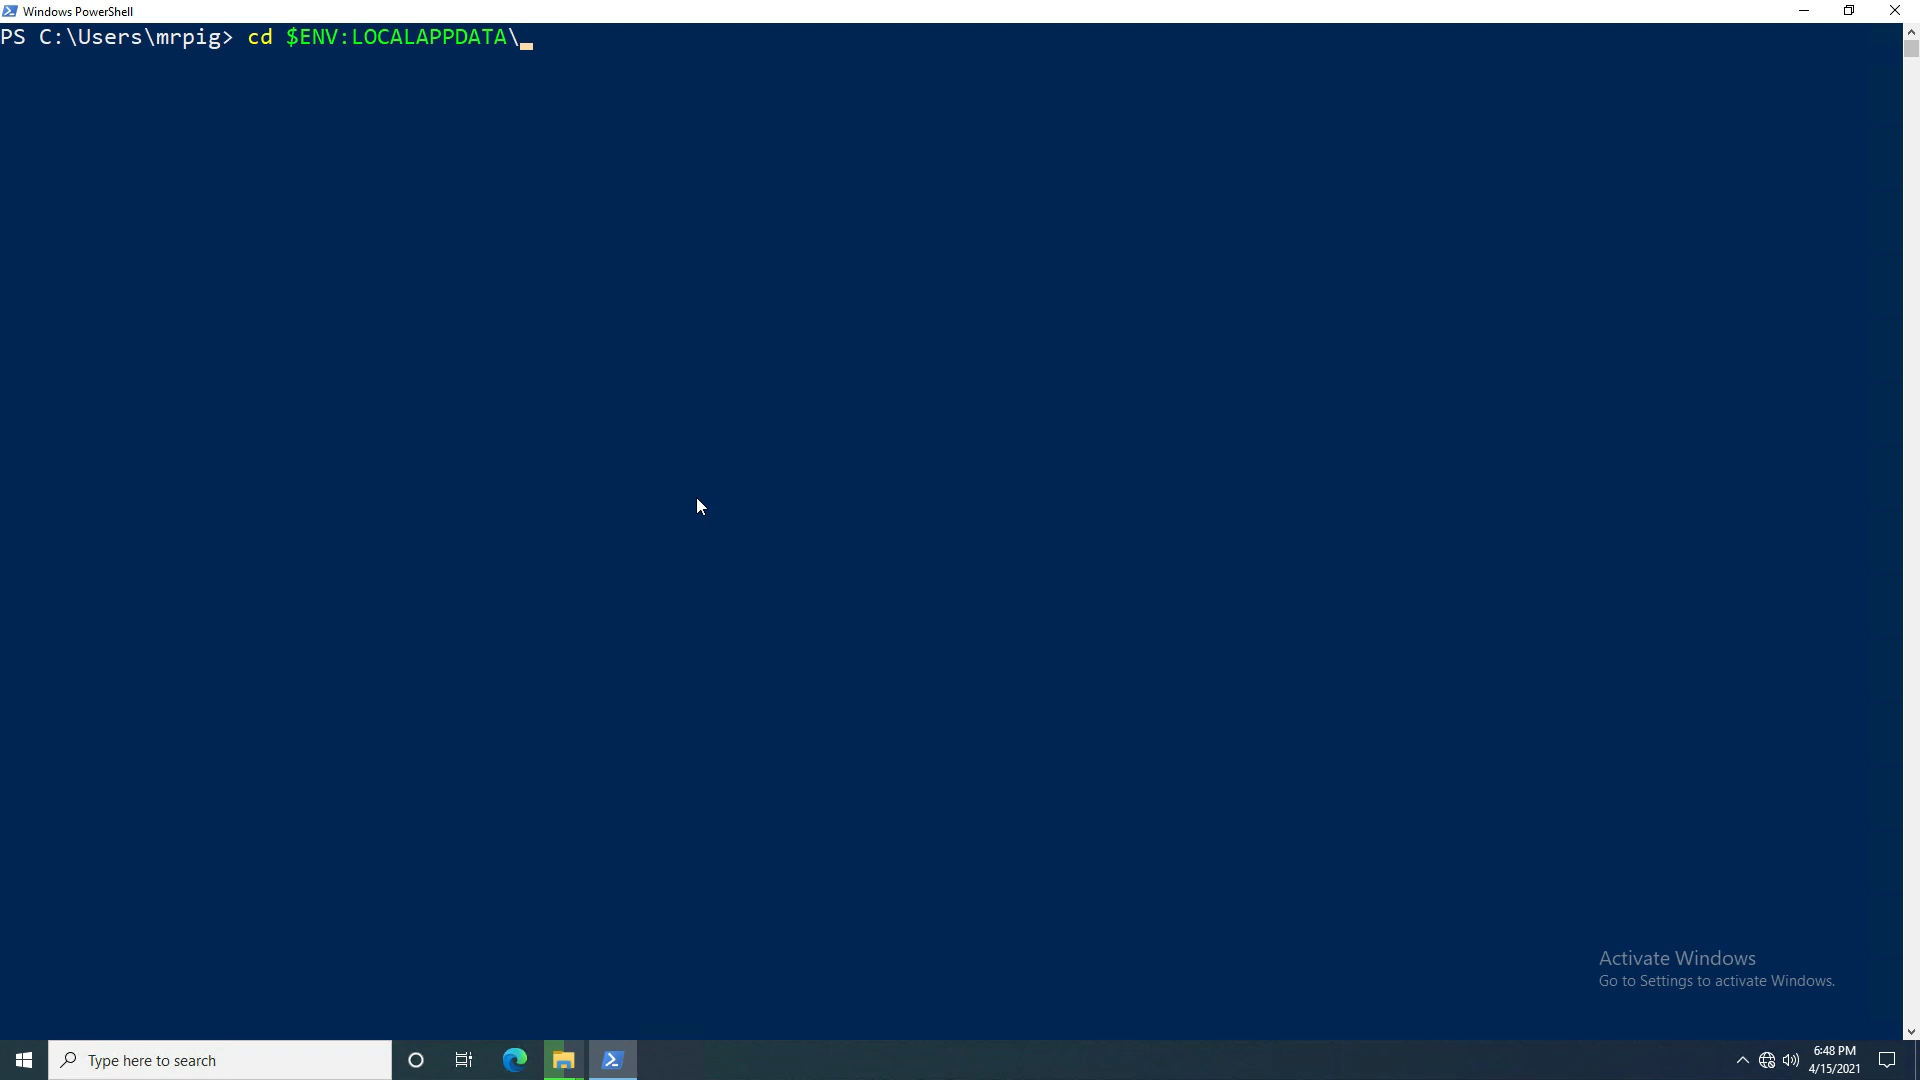 Windows PowerShell
PS C:\Users\mrpig> cd $ENV:LOCALAPPDATA\
Activate Windows
Go to Settings to activate Windows.
Type here to search
6:48 PM
4/15/2021